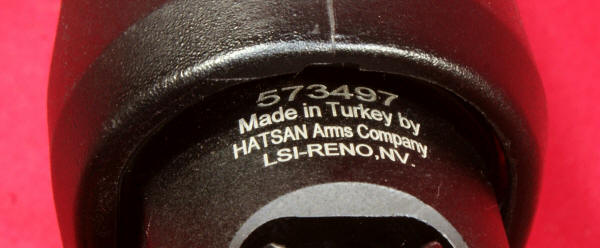 573497
Made in Turkey by
HATSAN Arms Company
LSI-RENO,NV.